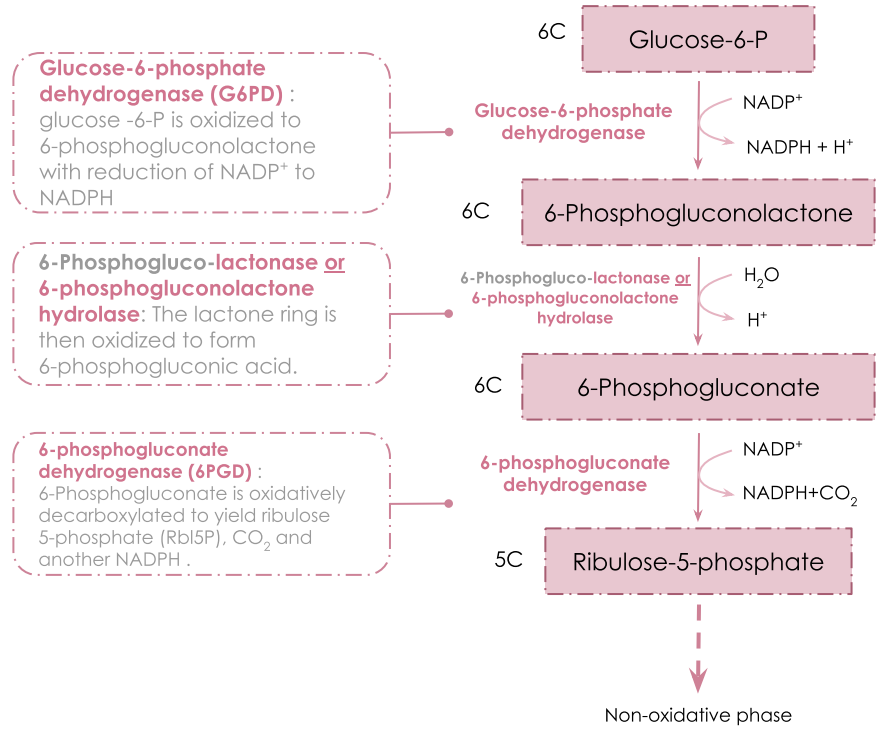 6C
Glucose-6-P
Glucose-6-phosphate
dehydrogenase (G6PD) :
glucose -6-P is oxidized to
6-phosphogluconolactone
with reduction of NADP⁺ to
NADPH
Glucose-6-phosphate
dehydrogenase
NADP⁺
NADPH + H⁺
6C
6-Phosphogluconolactone
6-Phosphogluco-lactonase or
6-phosphogluconolactone
hydrolase: The lactone ring is
then oxidized to form
6-phosphogluconic acid.
6-Phosphogluco-lactonase or
6-phosphogluconolactone
hydrolase
H₂O
H⁺
6C
6-Phosphogluconate
6-phosphogluconate
dehydrogenase (6PGD) :
6-Phosphogluconate is oxidatively
decarboxylated to yield ribulose
5-phosphate (Rbl5P), CO₂ and
another NADPH .
6-phosphogluconate
dehydrogenase
NADP⁺
NADPH+CO₂
5C
Ribulose-5-phosphate
Non-oxidative phase